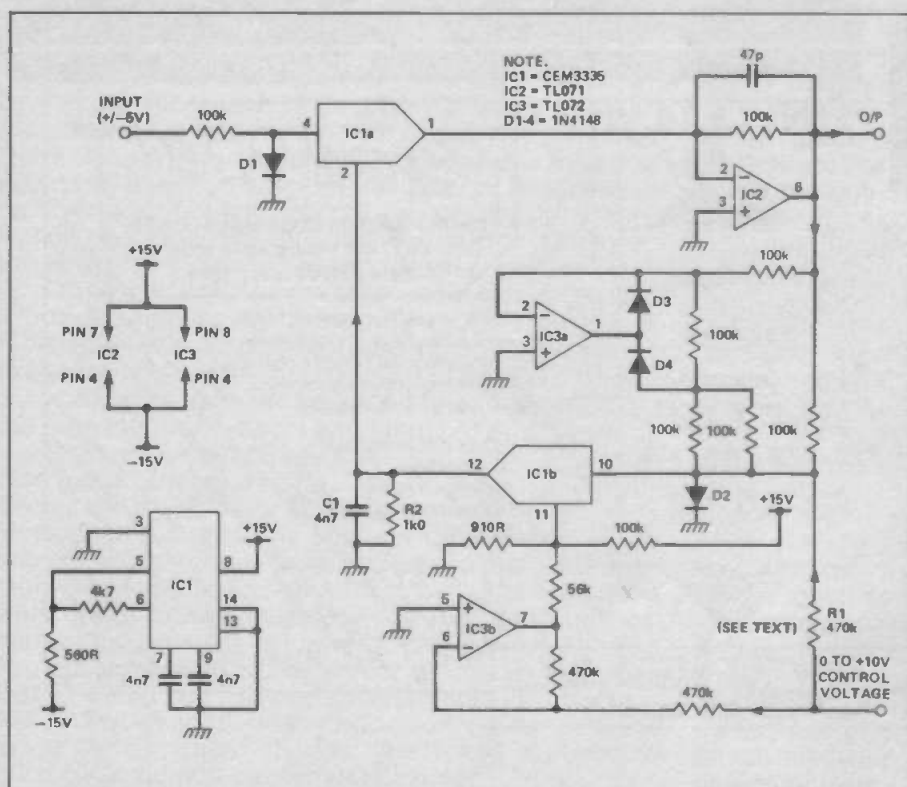 NOTE.
IC1 = CEM3335
IC2 = TL071
IC3 = TL072
D1-4 = 1N4148
47p
INPUT
(+/–5V)
100k
4
IC1a
1
2
D1
100k
O/P
2
3
IC2
6
+15V
PIN 7
PIN 8
IC2
IC3
PIN 4
PIN 4
–15V
100k
2
3
IC3a
1
D3
D4
100k
100k
100k
100k
12
IC1b
10
11
C1
4n7
R2
1k0
D2
+15V
910R
100k
56k
5
6
IC3b
7
470k
470k
(SEE TEXT)
R1
470k
0 TO +10V
CONTROL
VOLTAGE
3
5
6
IC1
8
14
13
7
9
+15V
4k7
560R
4n7
4n7
–15V